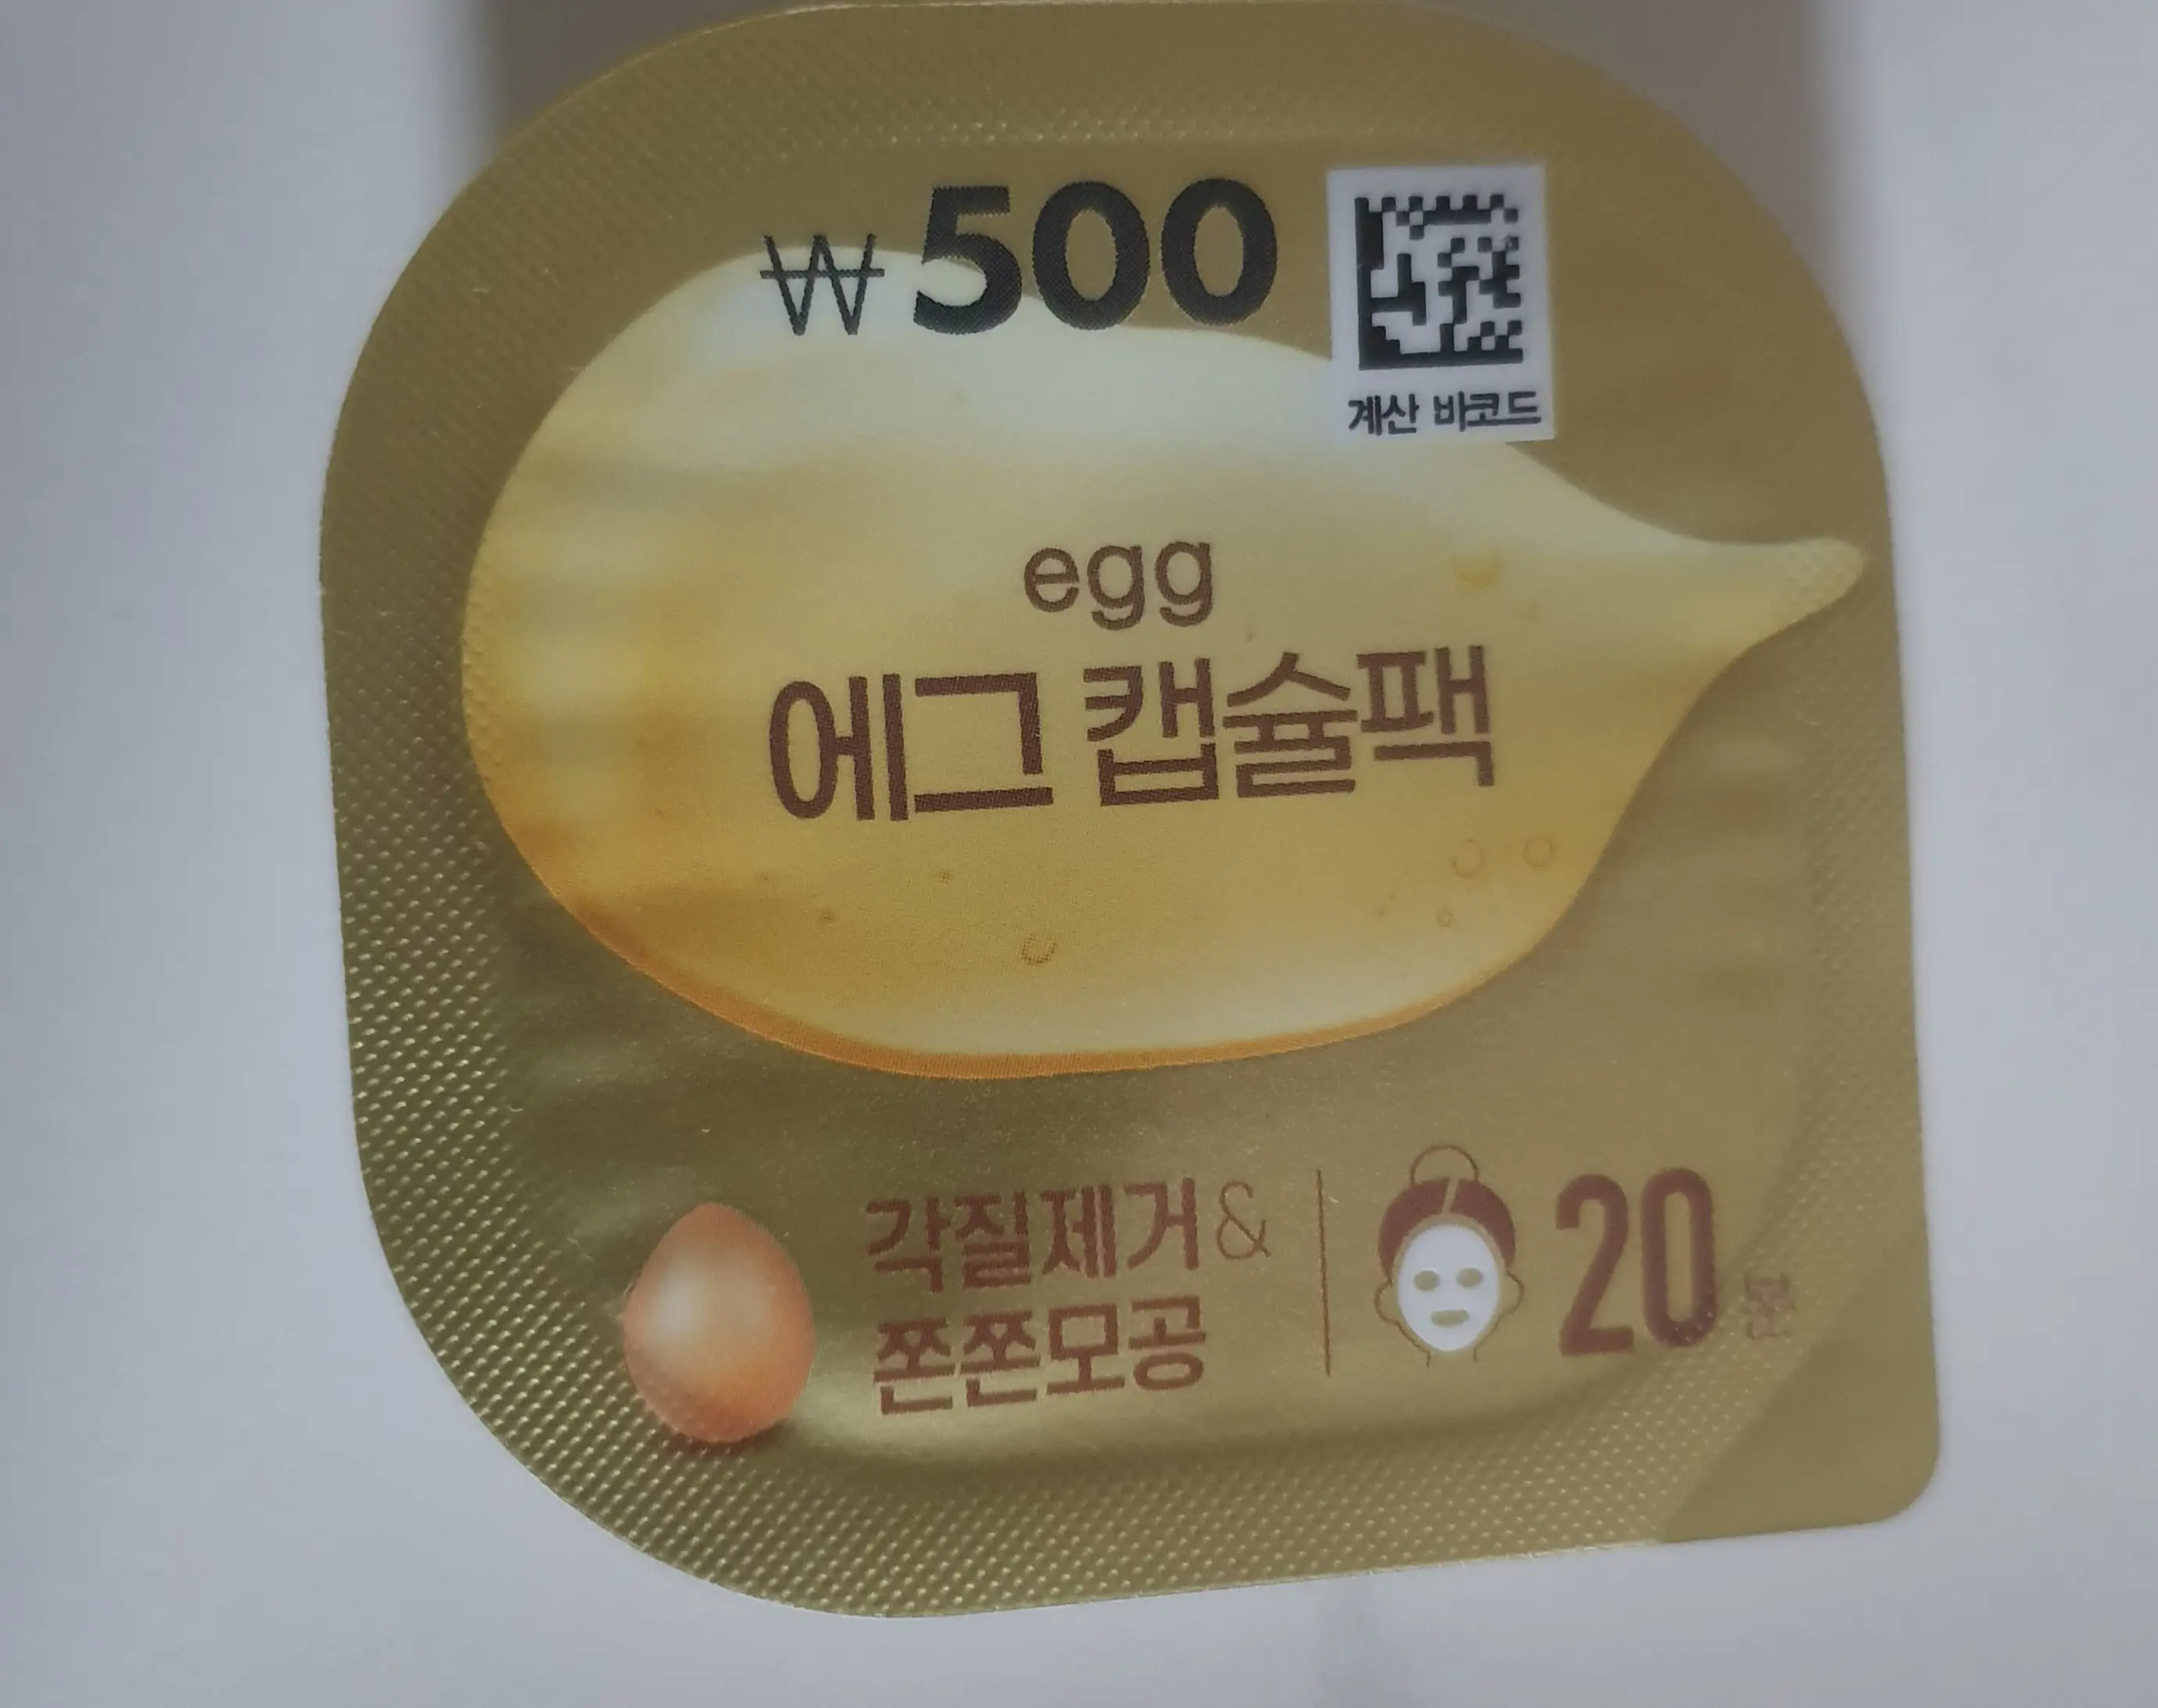 ₩500
계산 바코드
egg
에그 캡슐팩
각질제거&
쫀쫀모공
20분